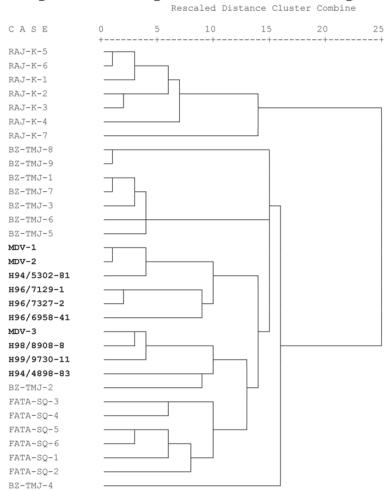 Rescaled Distance Cluster Combine
C A S E 0 5 10 15 20 25
RAJ-K-5
RAJ-K-6
RAJ-K-1
RAJ-K-2
RAJ-K-3
RAJ-K-4
RAJ-K-7
BZ-TMJ-8
BZ-TMJ-9
BZ-TMJ-1
BZ-TMJ-7
BZ-TMJ-3
BZ-TMJ-6
BZ-TMJ-5
MDV-1
MDV-2
H94/5302-81
H96/7129-1
H96/7327-2
H96/6958-41
MDV-3
H98/8908-8
H99/9730-11
H94/4898-83
BZ-TMJ-2
FATA-SQ-3
FATA-SQ-4
FATA-SQ-5
FATA-SQ-6
FATA-SQ-1
FATA-SQ-2
BZ-TMJ-4